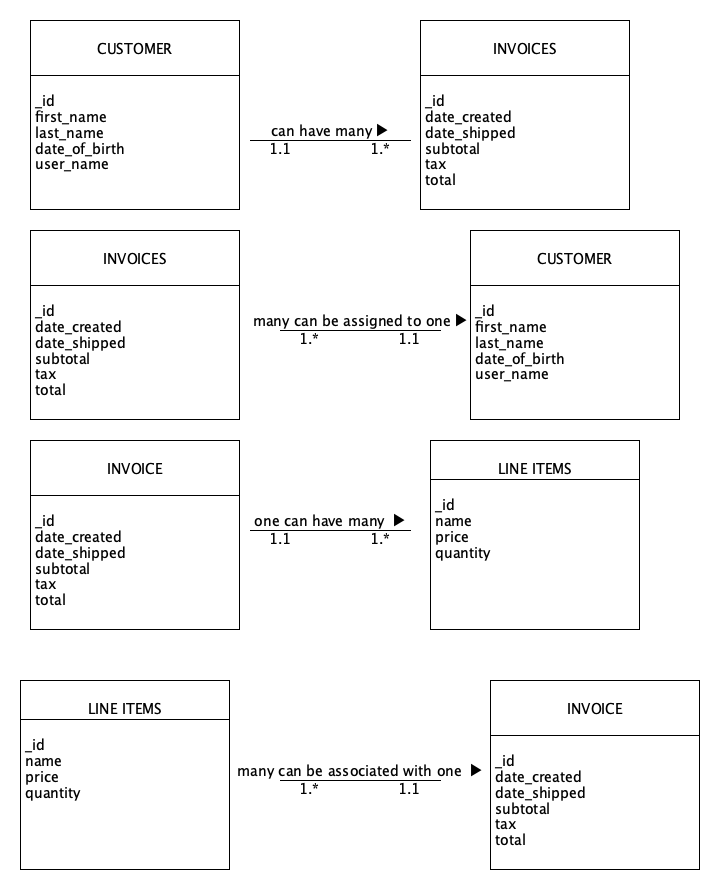 CUSTOMER
_id
first_name
last_name
date_of_birth
user_name
can have many
1.1
1.*
INVOICES
_id
date_created
date_shipped
subtotal
tax
total
INVOICES
_id
date_created
date_shipped
subtotal
tax
total
many can be assigned to one
1.*
1.1
CUSTOMER
_id
first_name
last_name
date_of_birth
user_name
INVOICE
_id
date_created
date_shipped
subtotal
tax
total
one can have many
1.1
1.*
LINE ITEMS
_id
name
price
quantity
LINE ITEMS
_id
name
price
quantity
many can be associated with one
1.*
1.1
INVOICE
_id
date_created
date_shipped
subtotal
tax
total